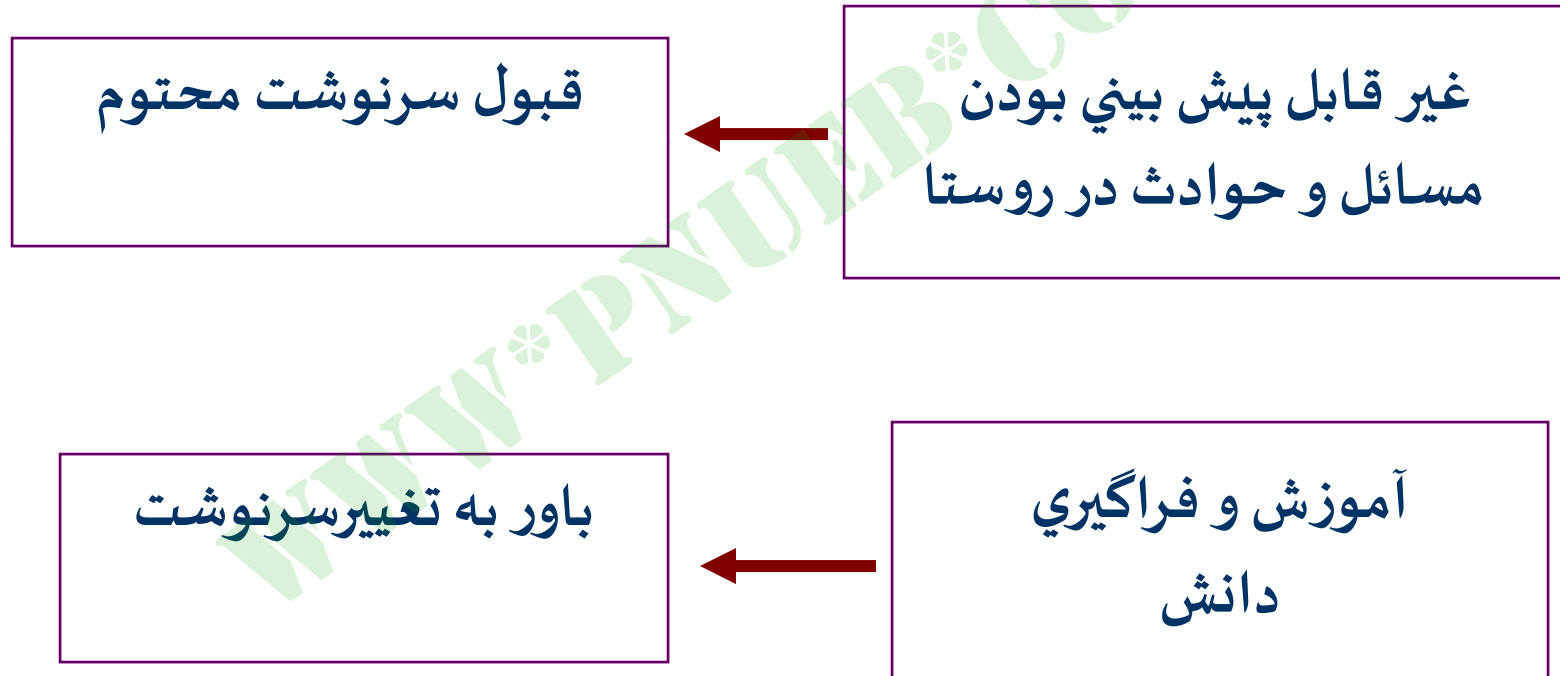 غير قابل پيش بيني بودن
مسائل و حوادث در روستا
قبول سرنوشت محتوم
آموزش و فراگيري
دانش
باور به تغييرسرنوشت
WWW*PNUEB*CO